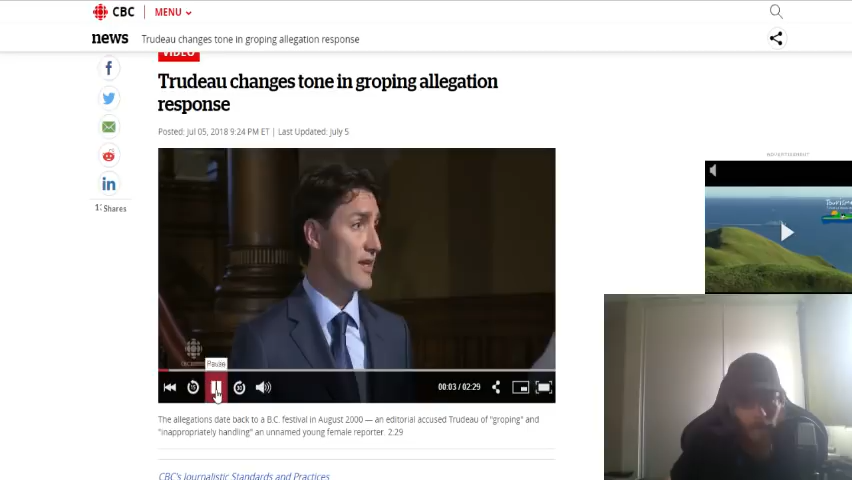 CBC
MENU
news
Trudeau changes tone in groping allegation response
VIDEO
Trudeau changes tone in groping allegation
response
Posted: Jul 05, 2018 9:24 PM ET | Last Updated: July 5
ADVERTISEMENT
Shares
Pause
00:03 / 02:29
The allegations date back to a B.C. festival in August 2000 — an editorial accused Trudeau of "groping" and
"inappropriately handling" an unnamed young female reporter. 2:29
CBC's Journalistic Standards and Practices